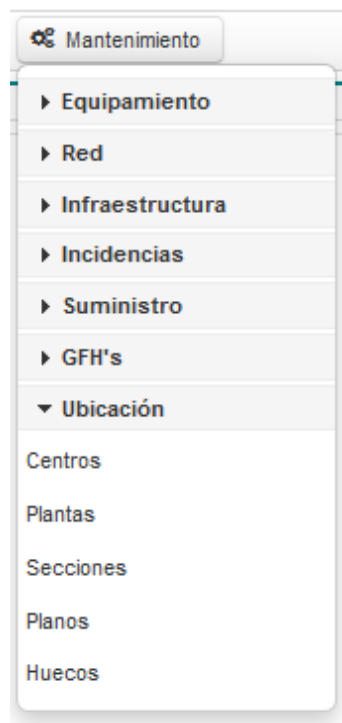 Mantenimiento
Equipamiento
Red
Infraestructura
Incidencias
Suministro
GFH's
Ubicación
Centros
Plantas
Secciones
Planos
Huecos